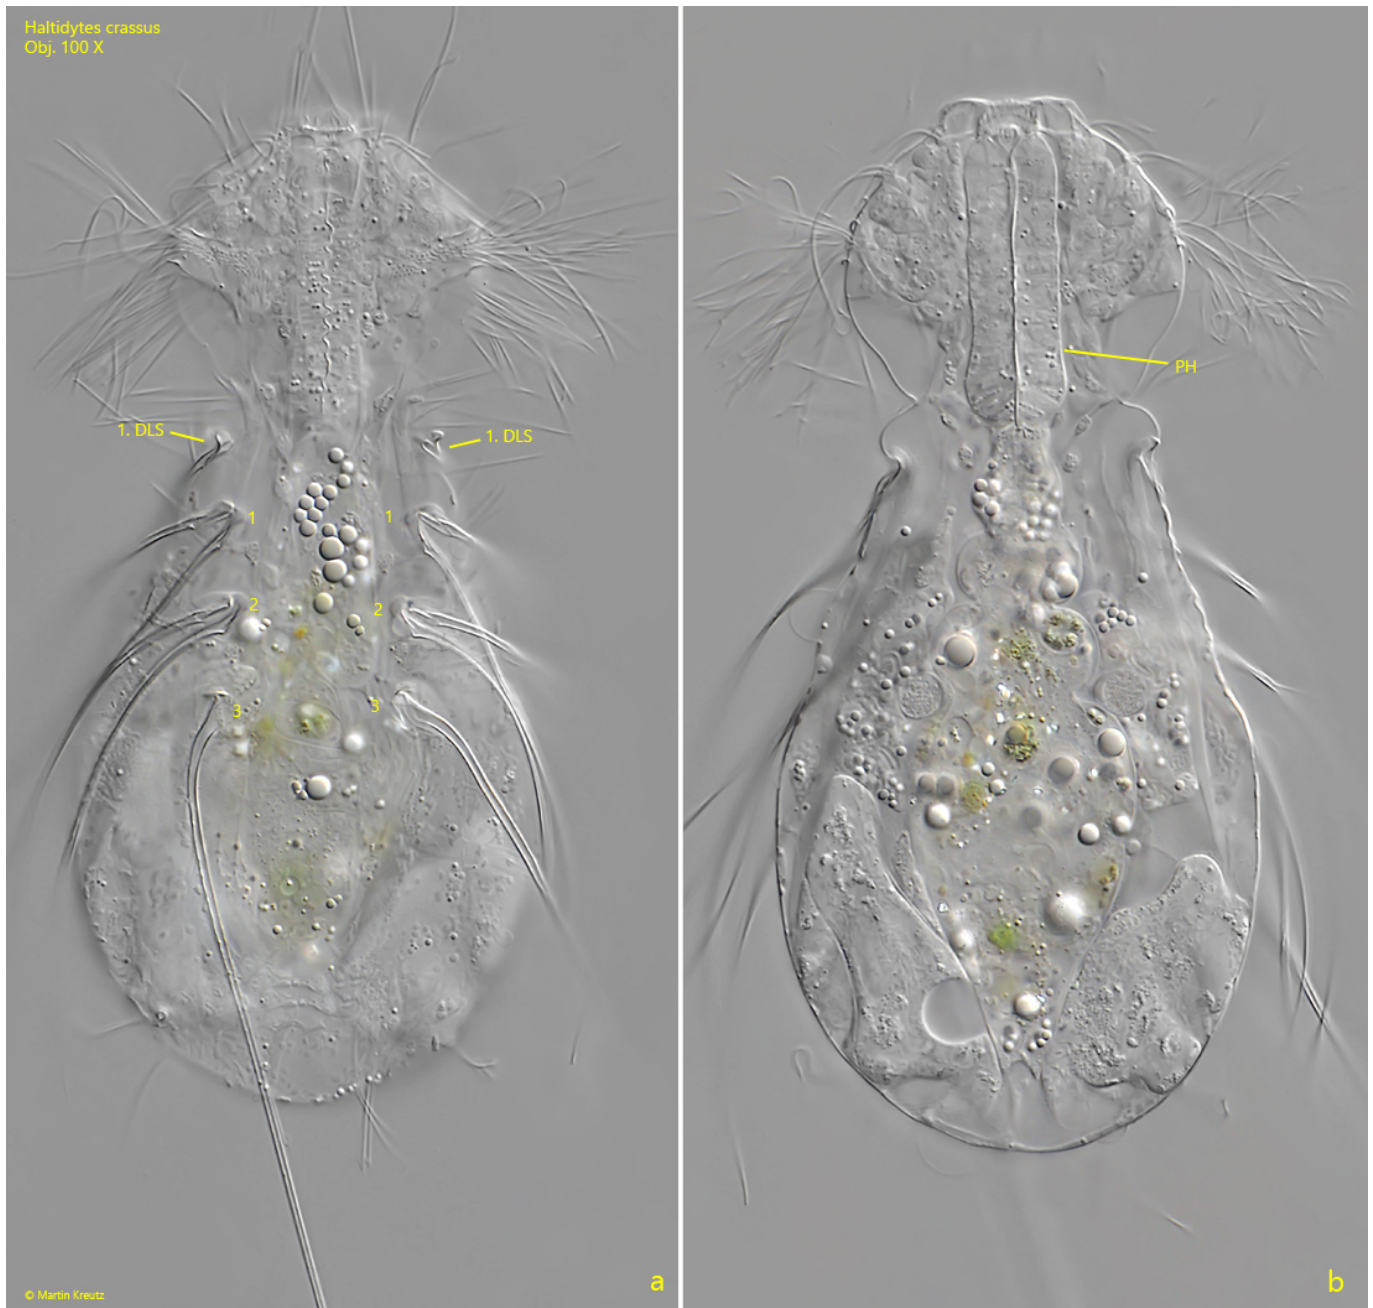 Haltidytes crassus
Obj. 100 X
PH
1. DLS
1. DLS
1
1
2
2
3
3
a
b
© Martin Kreutz